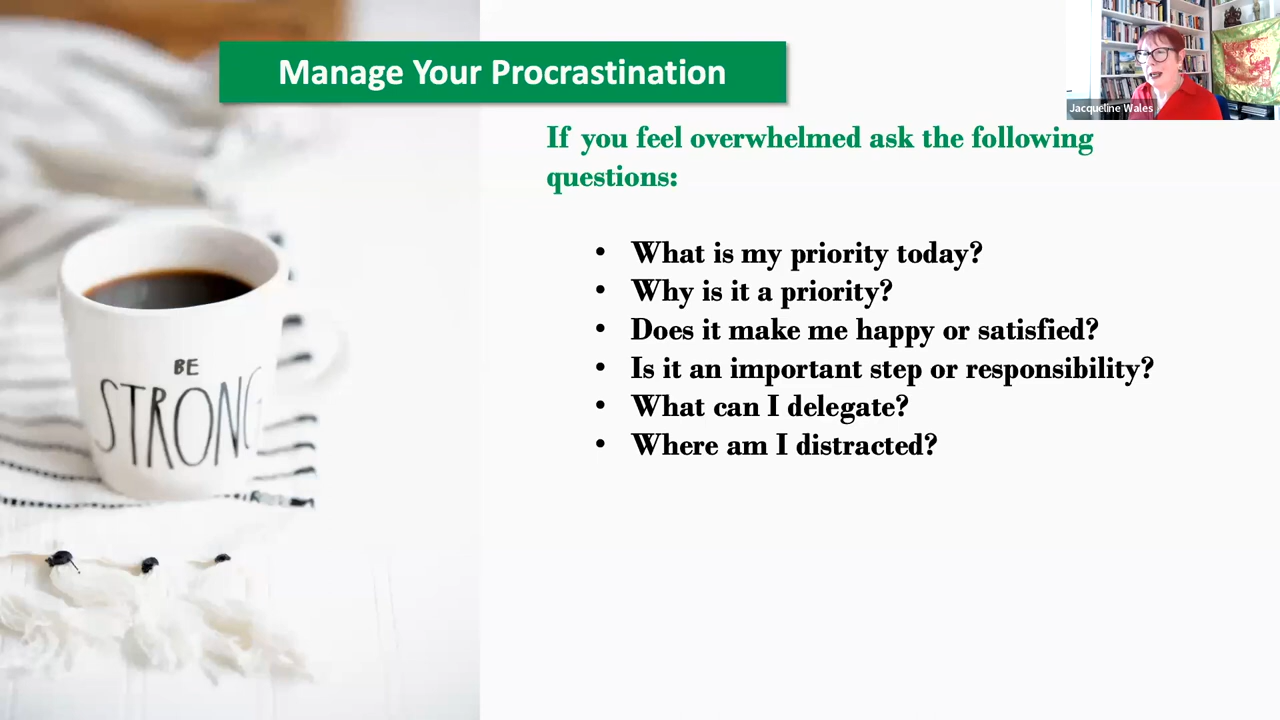 Manage Your Procrastination
Jacqueline Wales
If you feel overwhelmed ask the following
questions:
• What is my priority today?
• Why is it a priority?
• Does it make me happy or satisfied?
• Is it an important step or responsibility?
• What can I delegate?
• Where am I distracted?
BE
STRONG